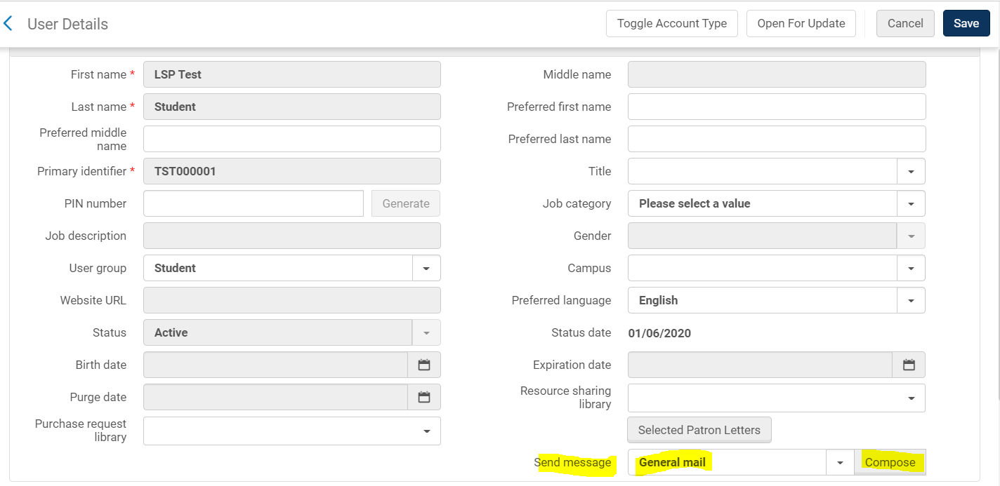 User Details Toggle Account Type Open For Update Cancel Save
First name * LSP Test Middle name
Last name * Student Preferred first name
Preferred middle
name
Preferred last name
Primary identifier * TST000001 Title
PIN number Generate Job category Please select a value
Job description Gender
User group Student Campus
Website URL Preferred language English
Status Active Status date 01/06/2020
Birth date Expiration date
Purge date
Resource sharing
library
Purchase request
library
Selected Patron Letters
Send message General mail Compose